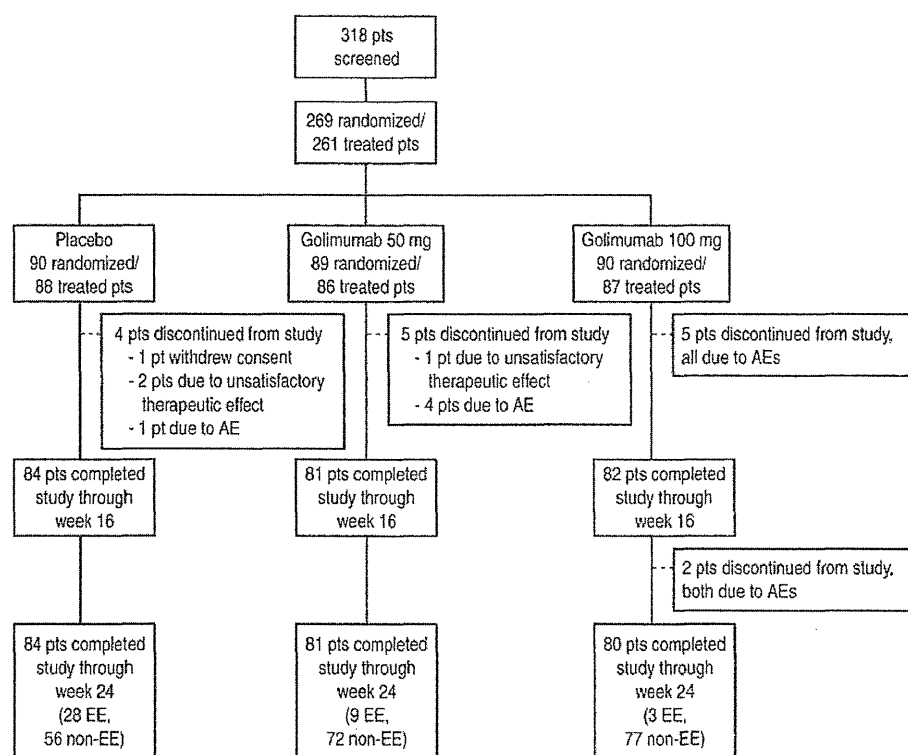 318 pts
screened
269 randomized/
261 treated pts
Placebo
90 randomized/
88 treated pts
Golimumab 50 mg
89 randomized/
86 treated pts
Golimumab 100 mg
90 randomized/
87 treated pts
4 pts discontinued from study
- 1 pt withdrew consent
- 2 pts due to unsatisfactory
therapeutic effect
- 1 pt due to AE
5 pts discontinued from study
- 1 pt due to unsatisfactory
therapeutic effect
- 4 pts due to AE
5 pts discontinued from study,
all due to AEs
84 pts completed
study through
week 16
81 pts completed
study through
week 16
82 pts completed
study through
week 16
2 pts discontinued from study,
both due to AEs
84 pts completed
study through
week 24
(28 EE,
56 non-EE)
81 pts completed
study through
week 24
(9 EE,
72 non-EE)
80 pts completed
study through
week 24
(3 EE,
77 non-EE)